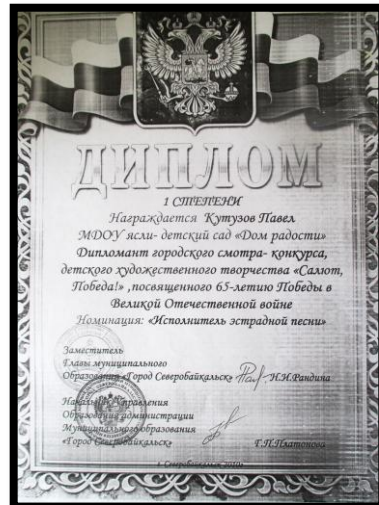 ДИПЛОМ
1 СТЕПЕНИ
Награждается Кутузов Павел
МДОУ ясли- детский сад «Дом радости»
Дипломант городского смотра- конкурса,
детского художественного творчества «Салют,
Победа!» ,посвященного 65-летию Победы в
Великой Отечественной войне
Номинация: «Исполнитель эстрадной песни»
Заместитель
Главы муниципального
Образования «Город Северобайкальск» Н.И.Рандина
Начальник Управления
Образования администрации
Муниципального образования
«Город Северобайкальск» Г.П.Платонова
г. Северобайкальск 2010г